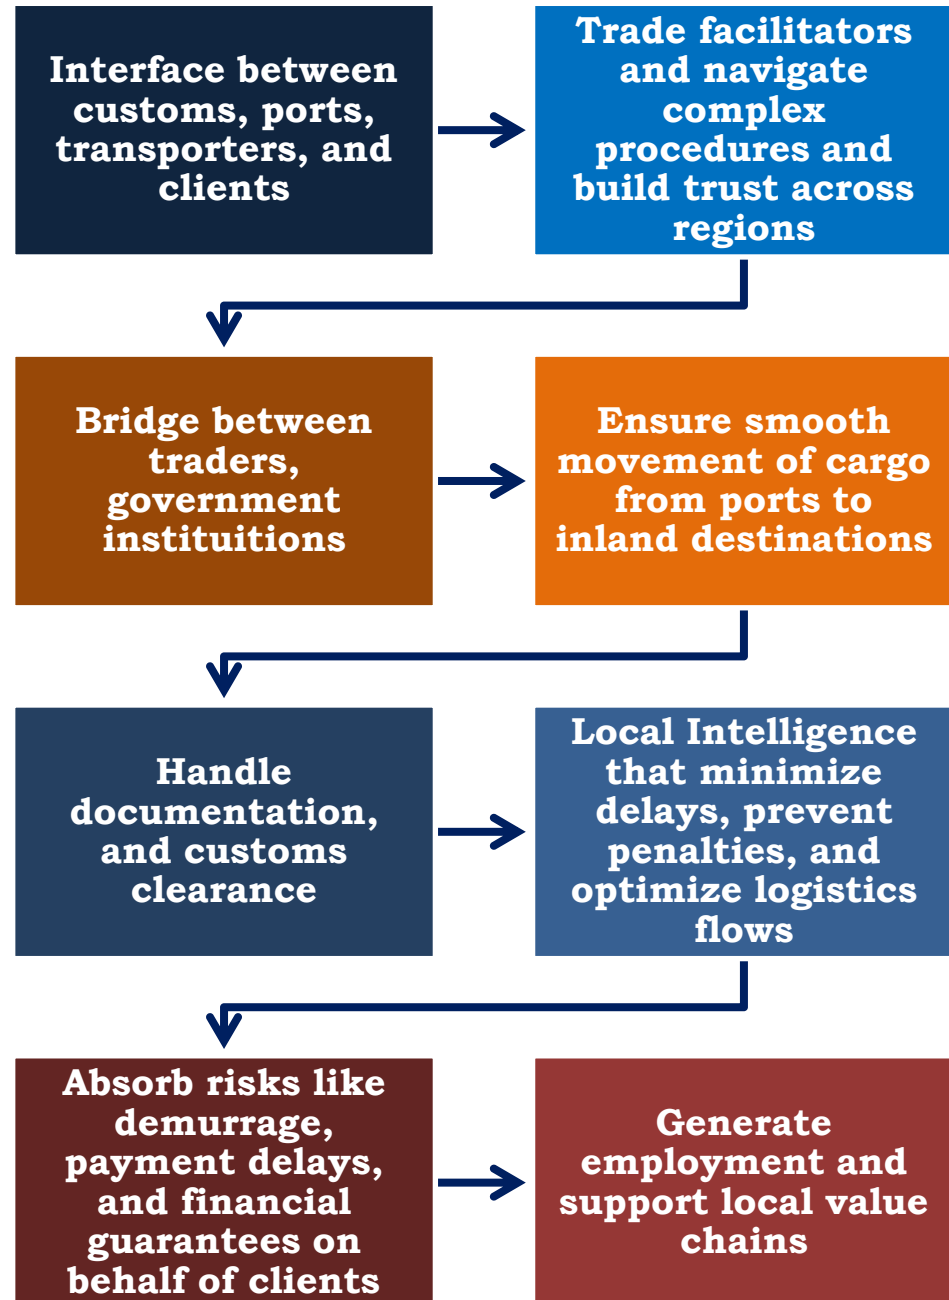 Interface between
customs, ports,
transporters, and
clients
Trade facilitators
and navigate
complex
procedures and
build trust across
regions
Bridge between
traders,
government
instituitions
Ensure smooth
movement of cargo
from ports to
inland destinations
Handle
documentation,
and customs
clearance
Local Intelligence
that minimize
delays, prevent
penalties, and
optimize logistics
flows
Absorb risks like
demurrage,
payment delays,
and financial
guarantees on
behalf of clients
Generate
employment and
support local value
chains